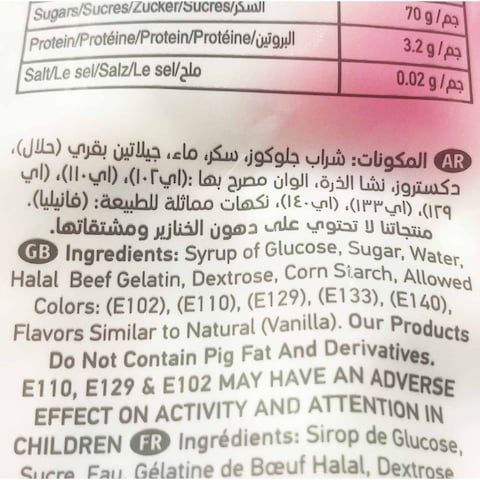 Sugars/Sucres/Zucker/Sucres/السكر 70 g/جم
Protein/Protéine/Protein/Protéine/البروتين 3.2 g/جم
Salt/Le sel/Salz/Le sel/ملح 0.02 g/جم
AR المكونات: شراب جلوكوز، سكر، ماء، جيلاتين بقري (حلال)،
دكستروز، نشا الذرة، الوان مصرح بها :(اي١٠٢)، (اي١١٠)، (اي
١٢٩)، (اي١٣٣)، (اي١٤٠)، نكهات مماثلة للطبيعة: (فانيليا).
منتجاتنا لا تحتوي على دهون الخنازير ومشتقاتها.
GB Ingredients: Syrup of Glucose, Sugar, Water,
Halal Beef Gelatin, Dextrose, Corn Starch, Allowed
Colors: (E102), (E110), (E129), (E133), (E140),
Flavors Similar to Natural (Vanilla). Our Products
Do Not Contain Pig Fat And Derivatives.
E110, E129 & E102 MAY HAVE AN ADVERSE
EFFECT ON ACTIVITY AND ATTENTION IN
CHILDREN FR Ingrédients: Sirop de Glucose,
Sucre, Eau, Gélatine de Bœuf Halal, Dextrose